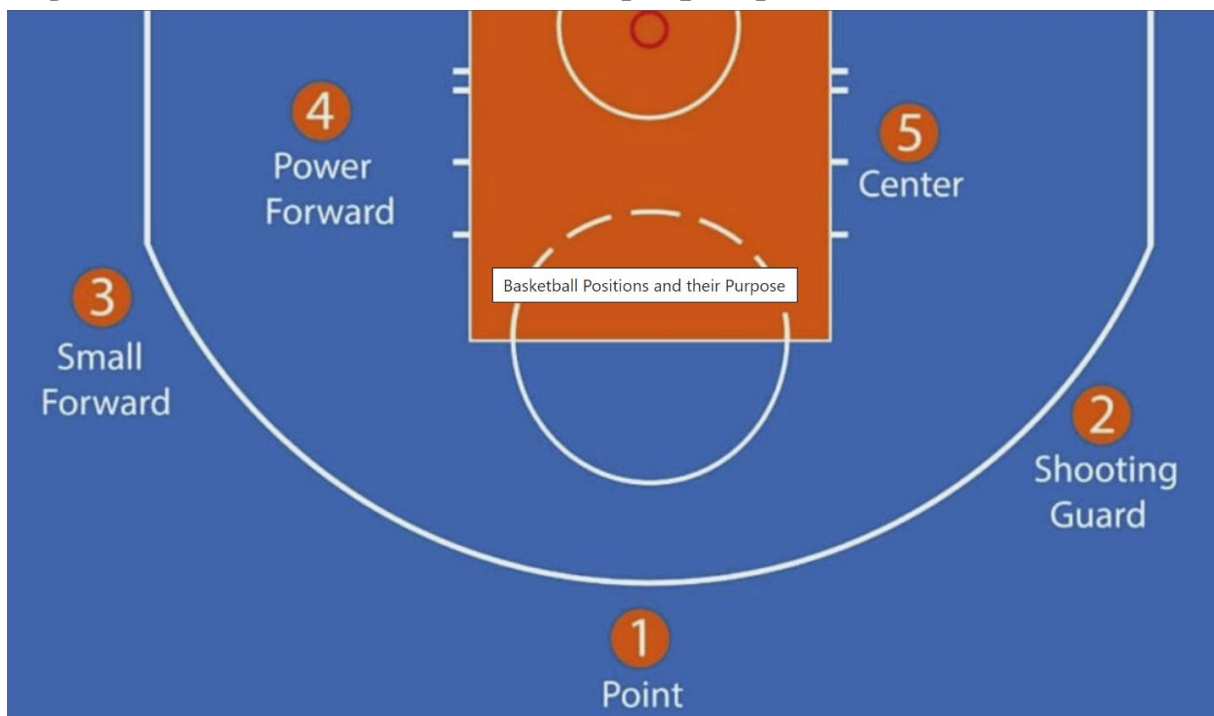 4
Power
Forward
5
Center
Basketball Positions and their Purpose
3
Small
Forward
2
Shooting
Guard
1
Point